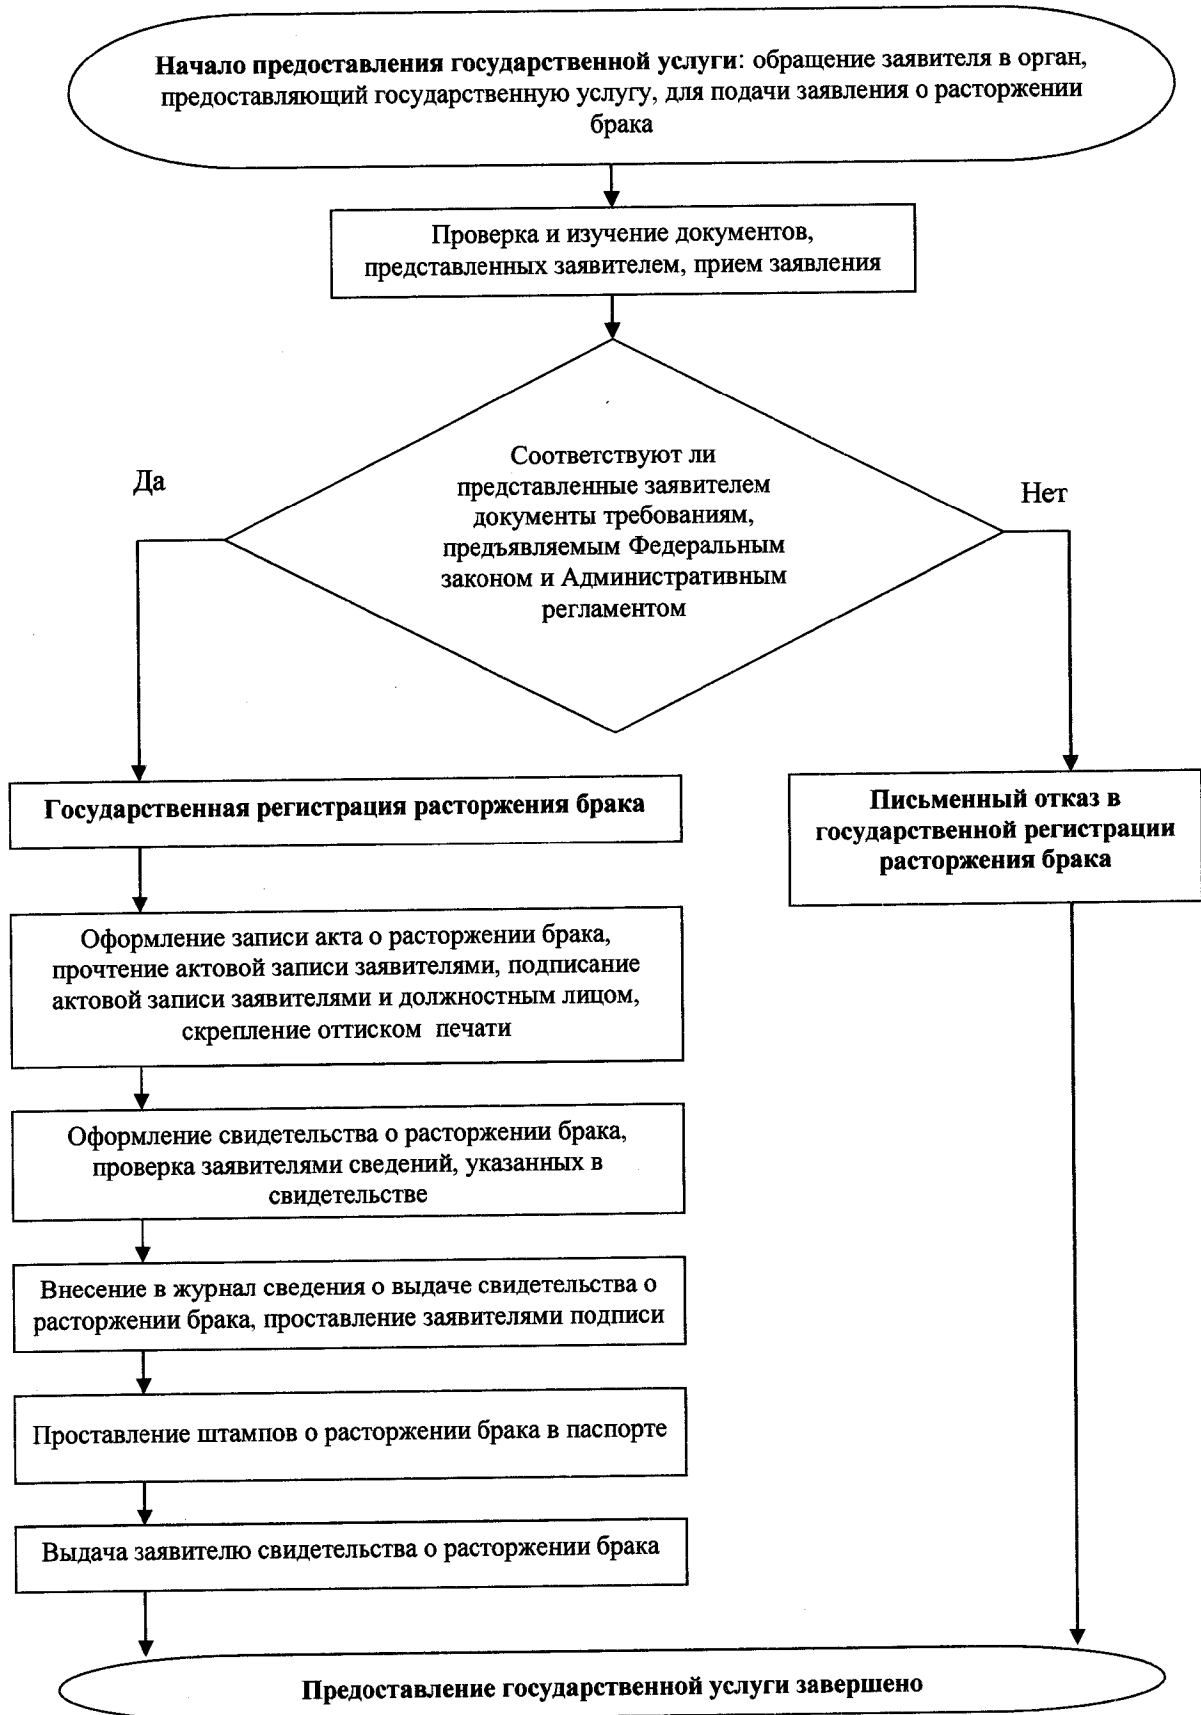 Начало предоставления государственной услуги: обращение заявителя в орган,
предоставляющий государственную услугу, для подачи заявления о расторжении
брака
Проверка и изучение документов,
представленных заявителем, прием заявления
Да
Соответствуют ли
представленные заявителем
документы требованиям,
предъявляемым Федеральным
законом и Административным
регламентом
Нет
Государственная регистрация расторжения брака
Письменный отказ в
государственной регистрации
расторжения брака
Оформление записи акта о расторжении брака,
прочтение актовой записи заявителями, подписание
актовой записи заявителями и должностным лицом,
скрепление оттиском печати
Оформление свидетельства о расторжении брака,
проверка заявителями сведений, указанных в
свидетельстве
Внесение в журнал сведения о выдаче свидетельства о
расторжении брака, проставление заявителями подписи
Проставление штампов о расторжении брака в паспорте
Выдача заявителю свидетельства о расторжении брака
Предоставление государственной услуги завершено